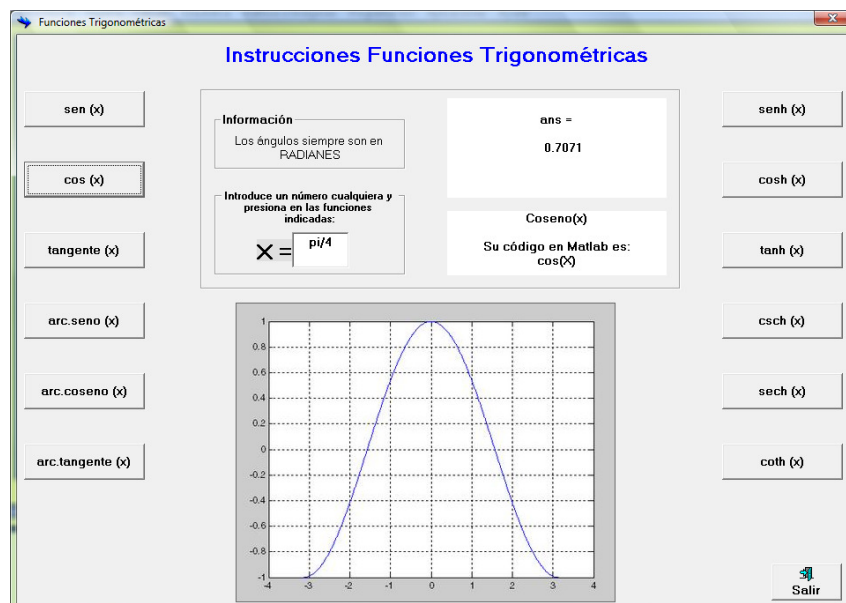 Funciones Trigonométricas
Instrucciones Funciones Trigonométricas
sen (x)
cos (x)
tangente (x)
arc.seno (x)
arc.coseno (x)
arc.tangente (x)
Información
Los ángulos siempre son en
RADIANES
Introduce un número cualquiera y
presiona en las funciones
indicadas:
X =
pi/4
ans =
0.7071
Coseno(x)
Su código en Matlab es:
cos(X)
1
0.8
0.6
0.4
0.2
0
-0.2
-0.4
-0.6
-0.8
-1
-4
-3
-2
-1
0
1
2
3
4
senh (x)
cosh (x)
tanh (x)
csch (x)
sech (x)
coth (x)
Salir